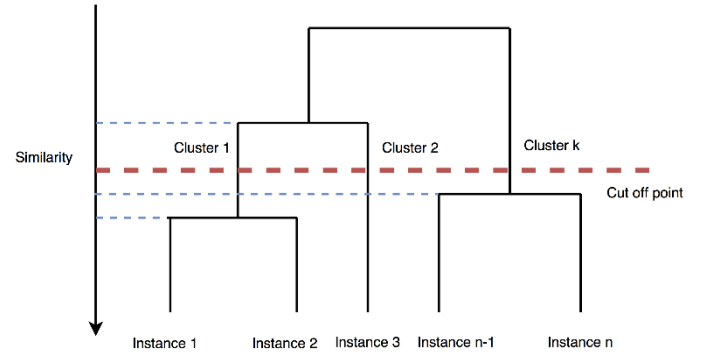 Cluster 1
Cluster 2
Cluster k
Similarity
Cut off point
Instance 1
Instance 2
Instance 3
Instance n-1
Instance n